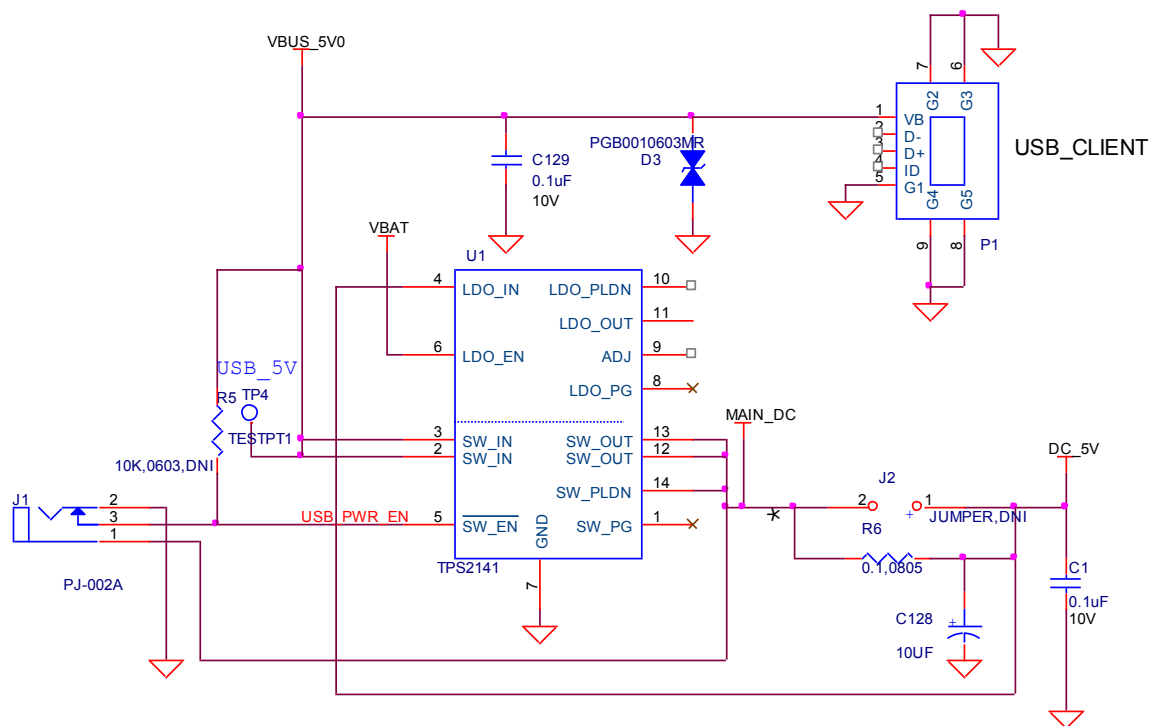 VBUS_5V0
7
6
G2
G3
1
VB
2
D-
3
D+
4
ID
5
G1
G4
G5
9
8
USB_CLIENT
P1
PGB0010603MR
D3
C129
0.1uF
10V
VBAT
U1
4
LDO_IN
LDO_PLDN
10
LDO_OUT
11
6
LDO_EN
ADJ
9
LDO_PG
8
USB_5V
R5
TP4
TESTPT1
10K,0603,DNI
3
SW_IN
SW_OUT
13
2
SW_IN
SW_OUT
12
SW_PLDN
14
USB_PWR_EN
5
SW_EN
SW_PG
1
GND
7
TPS2141
MAIN_DC
DC_5V
J2
2
1
+
JUMPER,DNI
R6
0.1,0805
C1
0.1uF
10V
C128
+
10UF
J1
2
3
1
PJ-002A